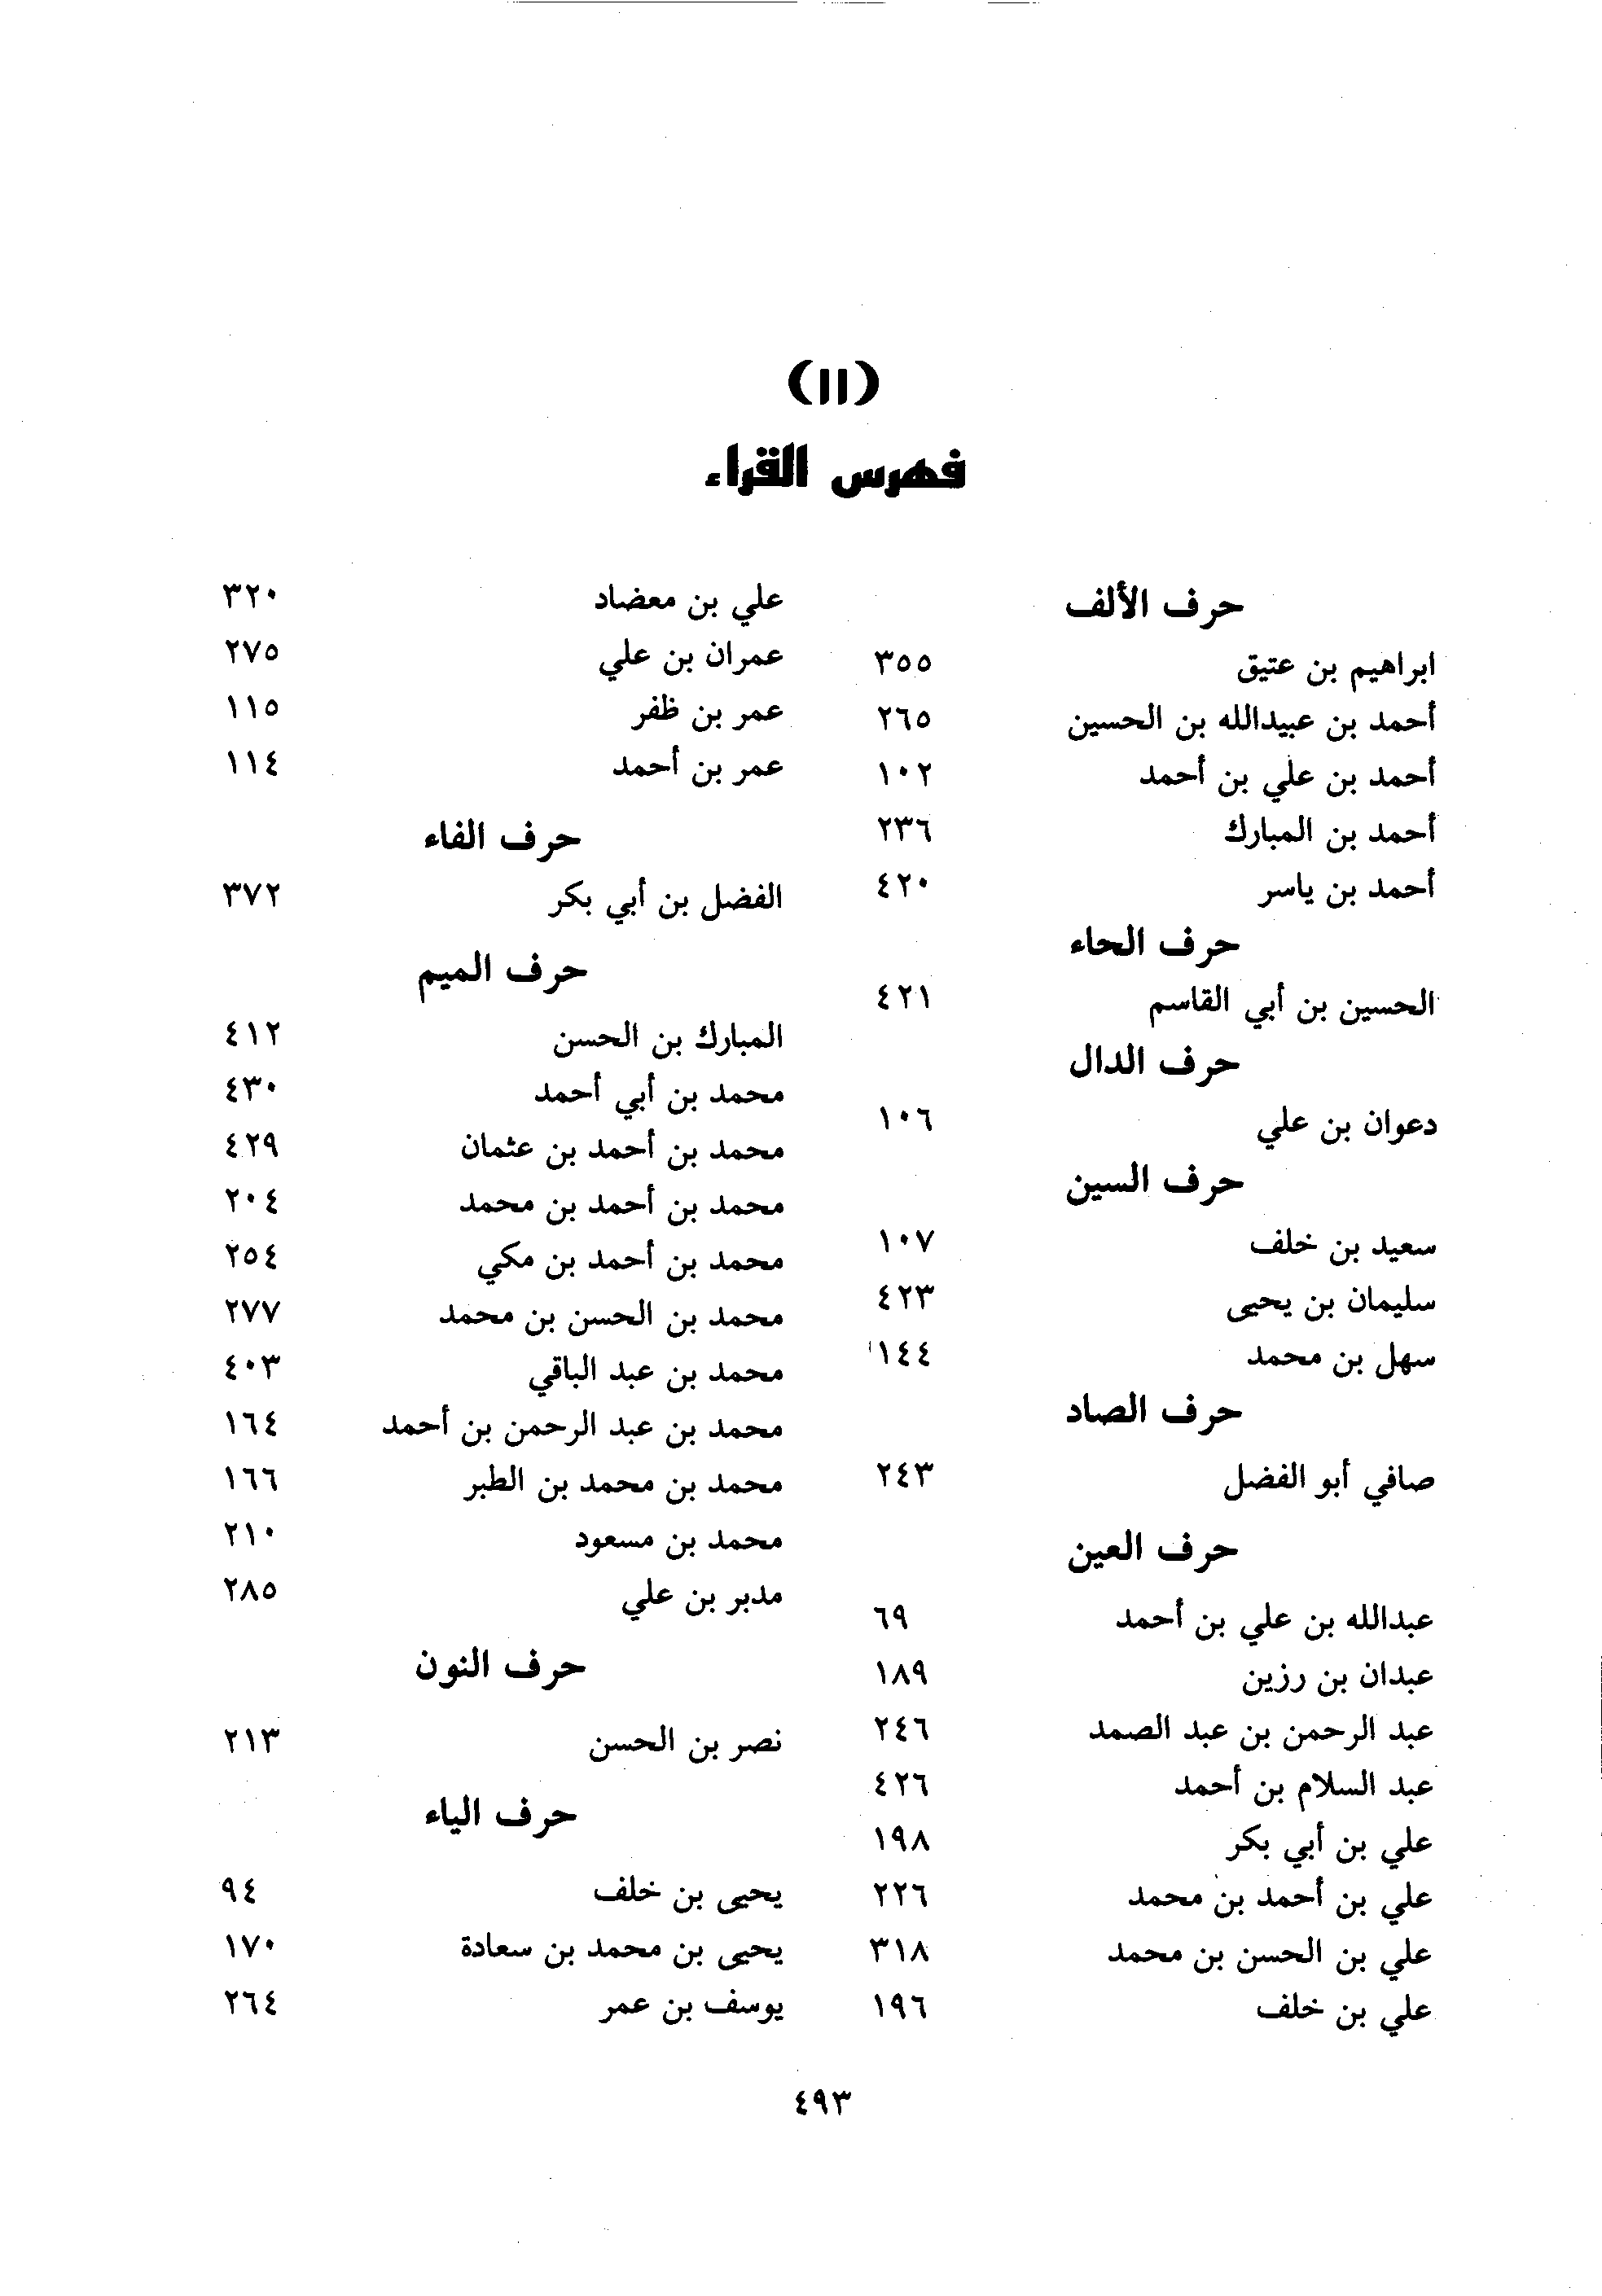 (١١)
فهرس القراء
حرف الألف
ابراهيم بن عتيق ٣٥٥
أحمد بن عبيدالله بن الحسين ٢٦٥
أحمد بن علي بن أحمد ١٠٢
أحمد بن المبارك ٢٣٦
أحمد بن ياسر ٤٢٠
حرف الحاء
الحسين بن أبي القاسم ٤٢١
حرف الدال
دعوان بن علي ١٠٦
حرف السين
سعيد بن خلف ١٠٧
سليمان بن يحيى ٤٢٣
سهل بن محمد ١٤٤
حرف الصاد
صافي أبو الفضل ٢٤٣
حرف العين
عبدالله بن علي بن أحمد ٦٩
عبدان بن رزين ١٨٩
عبد الرحمن بن عبد الصمد ٢٤٦
عبد السلام بن أحمد ٤٢٦
علي بن أبي بكر ١٩٨
علي بن أحمد بن محمد ٢٢٦
علي بن الحسن بن محمد ٣١٨
علي بن خلف ١٩٦
علي بن معضاد ٣٢٠
عمران بن علي ٢٧٥
عمر بن ظفر ١١٥
عمر بن أحمد ١١٤
حرف الفاء
الفضل بن أبي بكر ٣٧٢
حرف الميم
المبارك بن الحسن ٤١٢
محمد بن أبي أحمد ٤٣٠
محمد بن أحمد بن عثمان ٤٢٩
محمد بن أحمد بن محمد ٢٠٤
محمد بن أحمد بن مكي ٢٥٤
محمد بن الحسن بن محمد ٢٧٧
محمد بن عبد الباقي ٤٠٣
محمد بن عبد الرحمن بن أحمد ١٦٤
محمد بن محمد بن الطبر ١٦٦
محمد بن مسعود ٢١٠
مدبر بن علي ٢٨٥
حرف النون
نصر بن الحسن ٢١٣
حرف الياء
يحيى بن خلف ٩٤
يحيى بن محمد بن سعادة ١٧٠
يوسف بن عمر ٢٦٤
٤٩٣